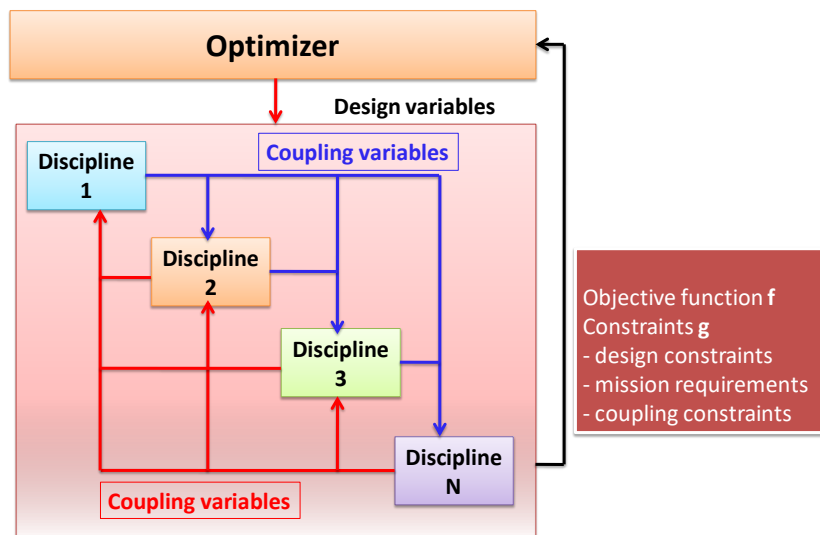 Optimizer
Design variables
Coupling variables
Discipline
1
Discipline
2
Discipline
3
Discipline
N
Coupling variables
Objective function f
Constraints g
- design constraints
- mission requirements
- coupling constraints